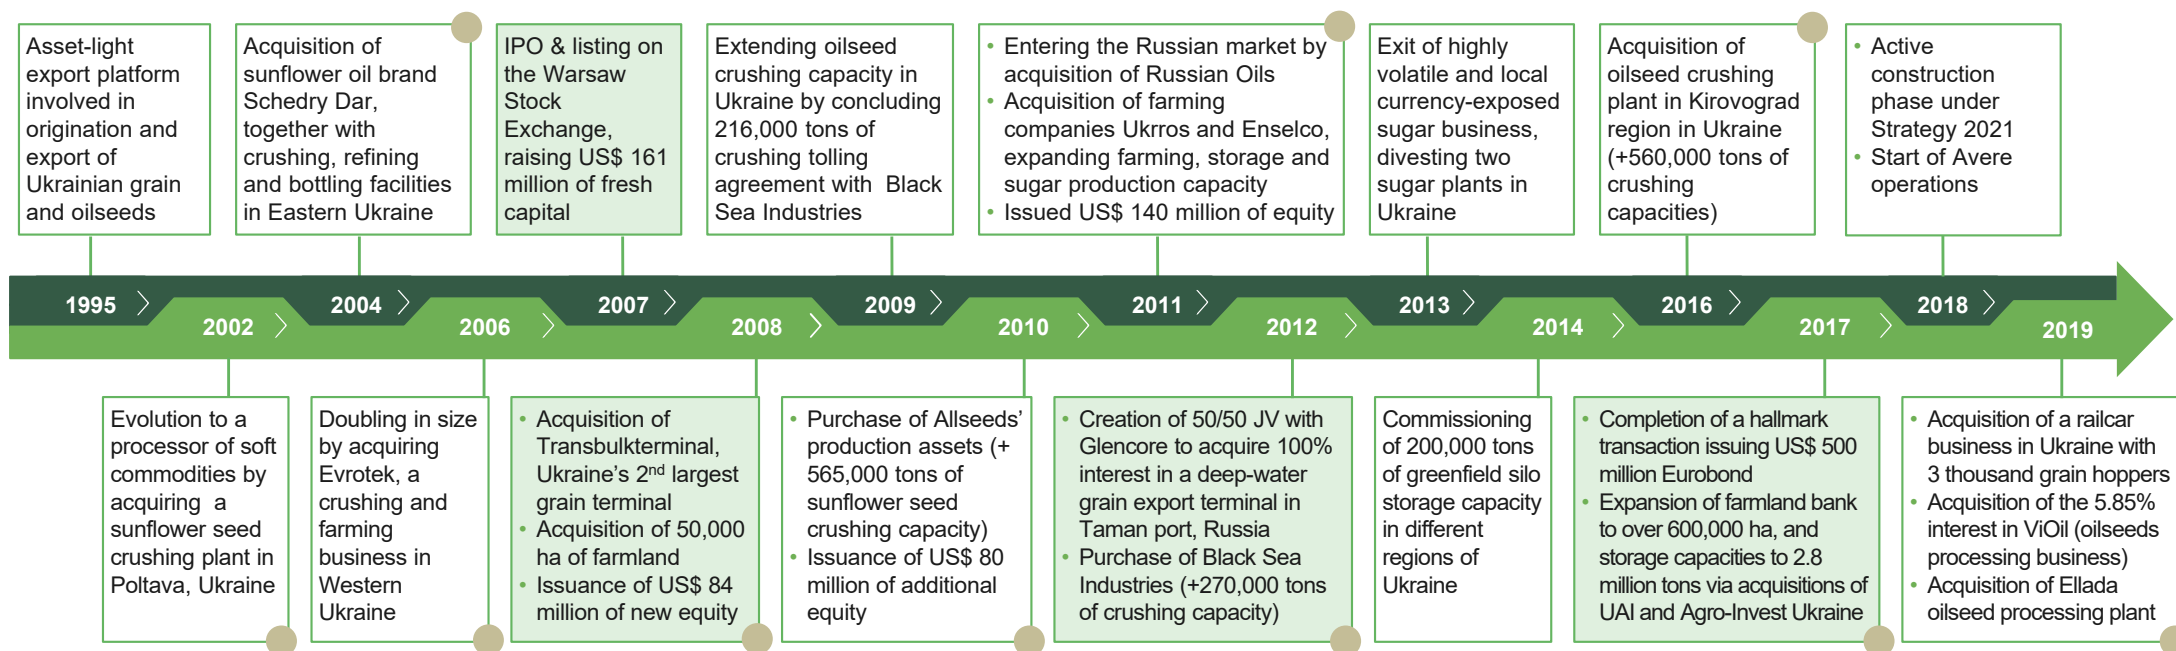 Asset-light
export platform
involved in
origination and
export of
Ukrainian grain
and oilseeds
Acquisition of
sunflower oil brand
Schedry Dar,
together with
crushing, refining
and bottling facilities
in Eastern Ukraine
IPO & listing on
the Warsaw
Stock
Exchange,
raising US$ 161
million of fresh
capital
Extending oilseed
crushing capacity in
Ukraine by concluding
216,000 tons of
crushing tolling
agreement with Black
Sea Industries
• Entering the Russian market by
acquisition of Russian Oils
• Acquisition of farming
companies Ukrros and Enselco,
expanding farming, storage and
sugar production capacity
• Issued US$ 140 million of equity
Exit of highly
volatile and local
currency-exposed
sugar business,
divesting two
sugar plants in
Ukraine
Acquisition of
oilseed crushing
plant in Kirovograd
region in Ukraine
(+560,000 tons of
crushing
capacities)
• Active
construction
phase under
Strategy 2021
• Start of Avere
operations
1995
2002
2004
2006
2007
2008
2009
2010
2011
2012
2013
2014
2016
2017
2018
2019
Evolution to a
processor of soft
commodities by
acquiring a
sunflower seed
crushing plant in
Poltava, Ukraine
Doubling in size
by acquiring
Evrotek, a
crushing and
farming
business in
Western
Ukraine
• Acquisition of
Transbulkterminal,
Ukraine's 2nd largest
grain terminal
• Acquisition of 50,000
ha of farmland
• Issuance of US$ 84
million of new equity
• Purchase of Allseeds'
production assets (+
565,000 tons of
sunflower seed
crushing capacity)
• Issuance of US$ 80
million of additional
equity
• Creation of 50/50 JV with
Glencore to acquire 100%
interest in a deep-water
grain export terminal in
Taman port, Russia
• Purchase of Black Sea
Industries (+270,000 tons
of crushing capacity)
Commissioning
of 200,000 tons
of greenfield silo
storage capacity
in different
regions of
Ukraine
• Completion of a hallmark
transaction issuing US$ 500
million Eurobond
• Expansion of farmland bank
to over 600,000 ha, and
storage capacities to 2.8
million tons via acquisitions of
UAI and Agro-Invest Ukraine
• Acquisition of a railcar
business in Ukraine with
3 thousand grain hoppers
• Acquisition of the 5.85%
interest in ViOil (oilseeds
processing business)
• Acquisition of Ellada
oilseed processing plant